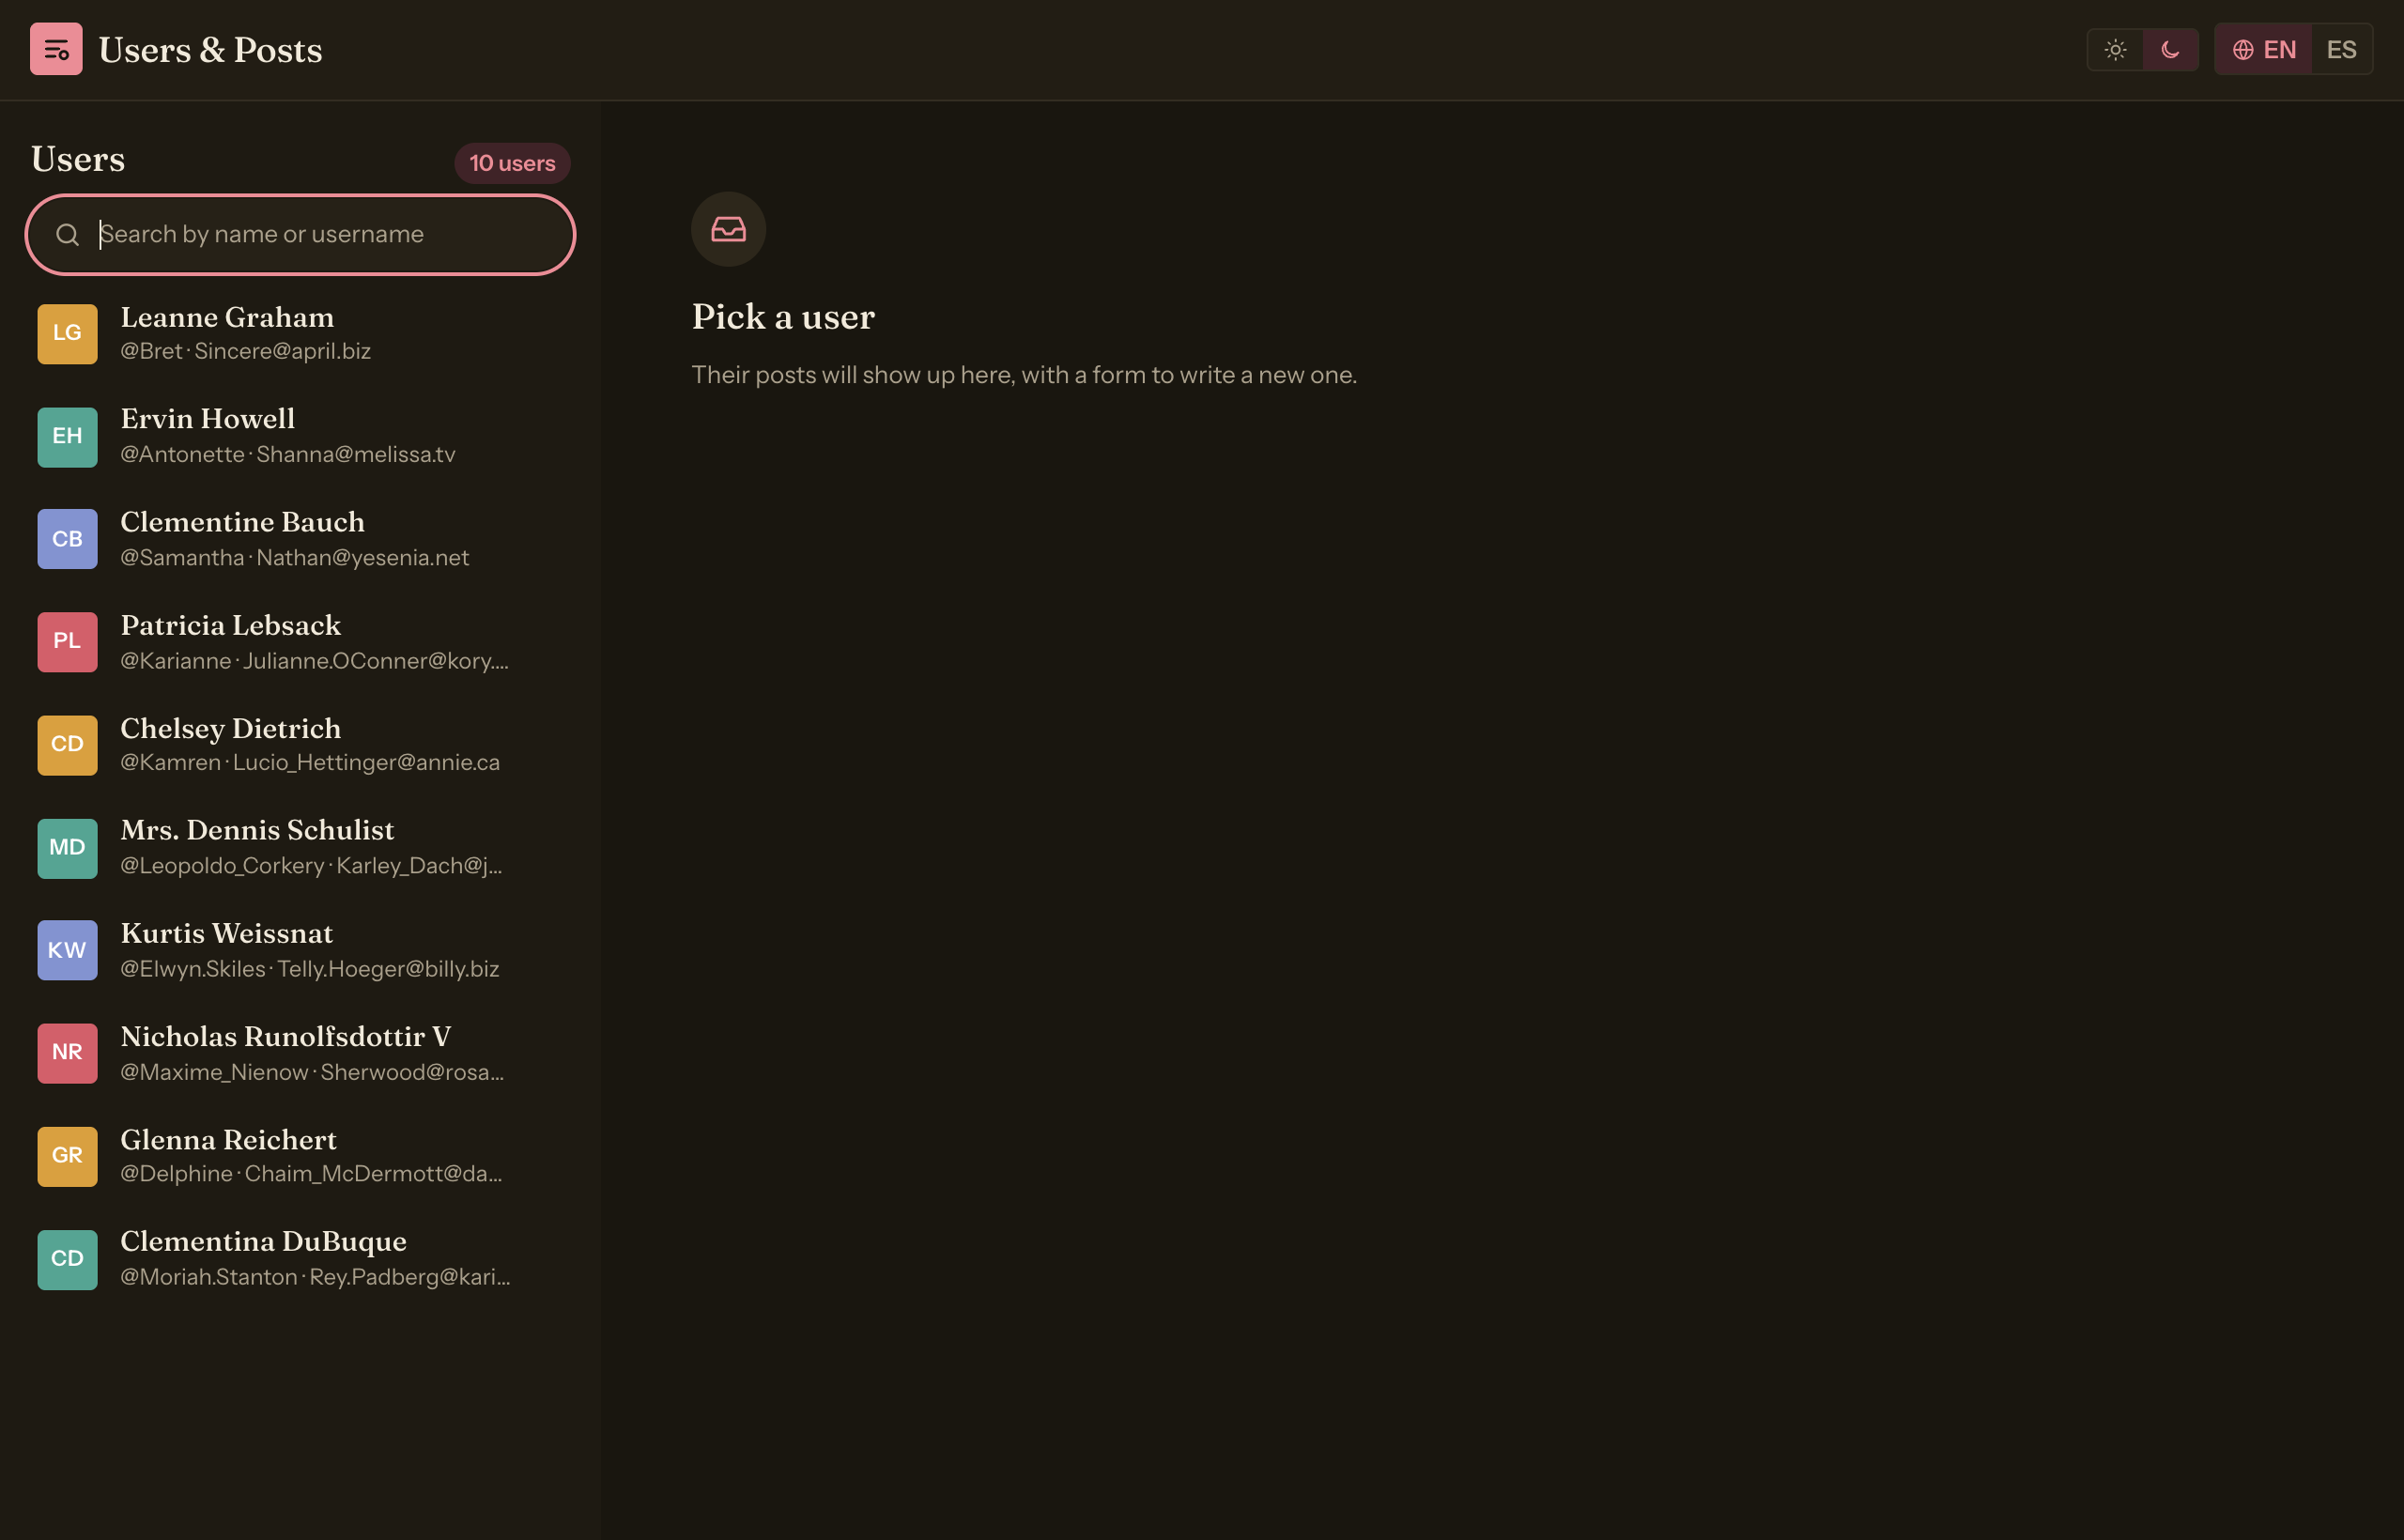 Users & Posts
EN
ES
Users
10 users
Search by name or username
LG
Leanne Graham
@Bret · Sincere@april.biz
EH
Ervin Howell
@Antonette · Shanna@melissa.tv
CB
Clementine Bauch
@Samantha · Nathan@yesenia.net
PL
Patricia Lebsack
@Karianne · Julianne.OConner@kory....
CD
Chelsey Dietrich
@Kamren · Lucio_Hettinger@annie.ca
MD
Mrs. Dennis Schulist
@Leopoldo_Corkery · Karley_Dach@j...
KW
Kurtis Weissnat
@Elwyn.Skiles · Telly.Hoeger@billy.biz
NR
Nicholas Runolfsdottir V
@Maxime_Nienow · Sherwood@rosa...
GR
Glenna Reichert
@Delphine · Chaim_McDermott@da...
CD
Clementina DuBuque
@Moriah.Stanton · Rey.Padberg@kari...
Pick a user
Their posts will show up here, with a form to write a new one.